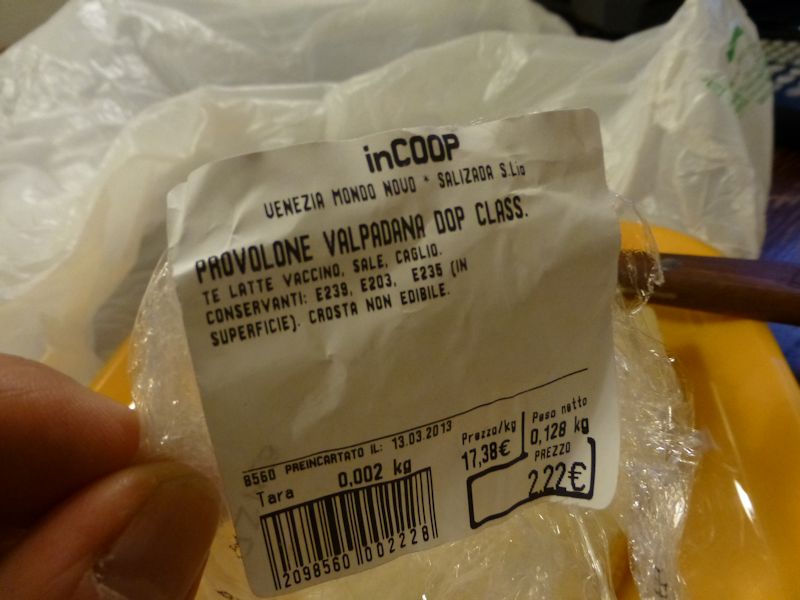 inCOOP
VENEZIA MONDO NOVO * SALIZADA S.Lio
PROVOLONE VALPADANA DOP CLASS.
TE LATTE VACCINO, SALE, CAGLIO.
CONSERVANTI: E239, E203, E235 (IN
SUPERFICIE). CROSTA NON EDIBILE.
8560 PREINCARTATO IL: 13.03.2013
Tara 0,002 kg
Prezzo/kg
17,38€
Peso netto
0,128 kg
PREZZO
2,22€
2098560 002228